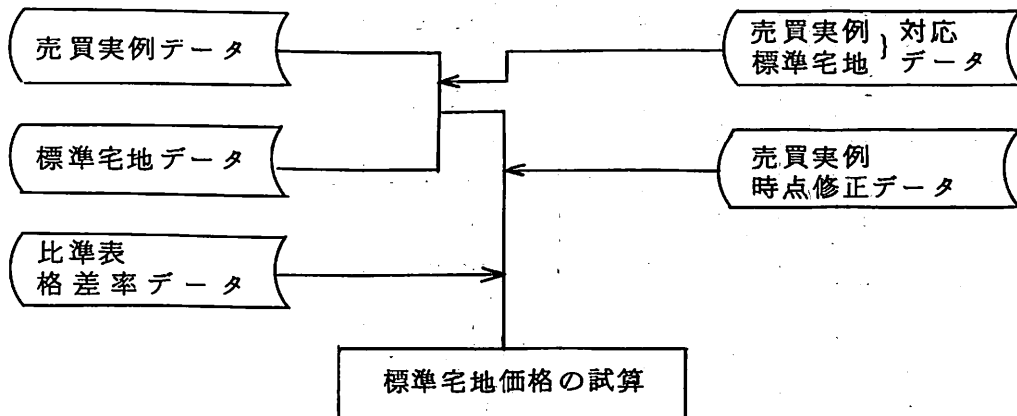 売買実例データ
売買実例
標準宅地 } 対応
データ
標準宅地データ
売買実例
時点修正データ
比準表
格差率データ
標準宅地価格の試算